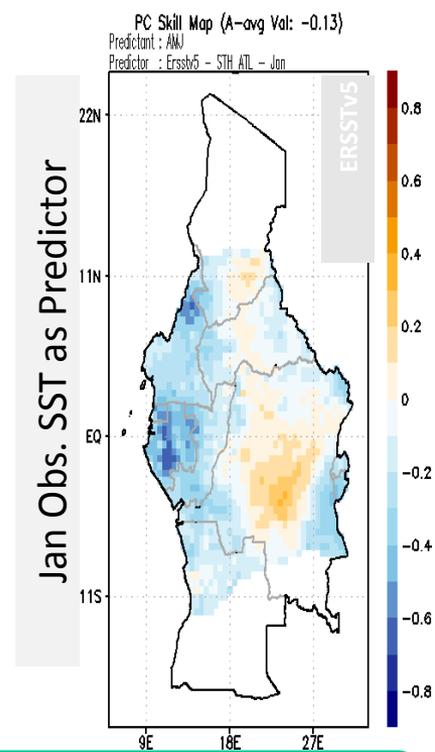 PC Skill Map (A-avg Val: -0.13)
Predictant : AMJ
Predictor : Ersstv5 - STH ATL - Jan
Jan Obs. SST as Predictor
ERSSTv5
22N
11N
EQ
11S
9E 18E 27E
0.8
0.6
0.4
0.2
0
-0.2
-0.4
-0.6
-0.8